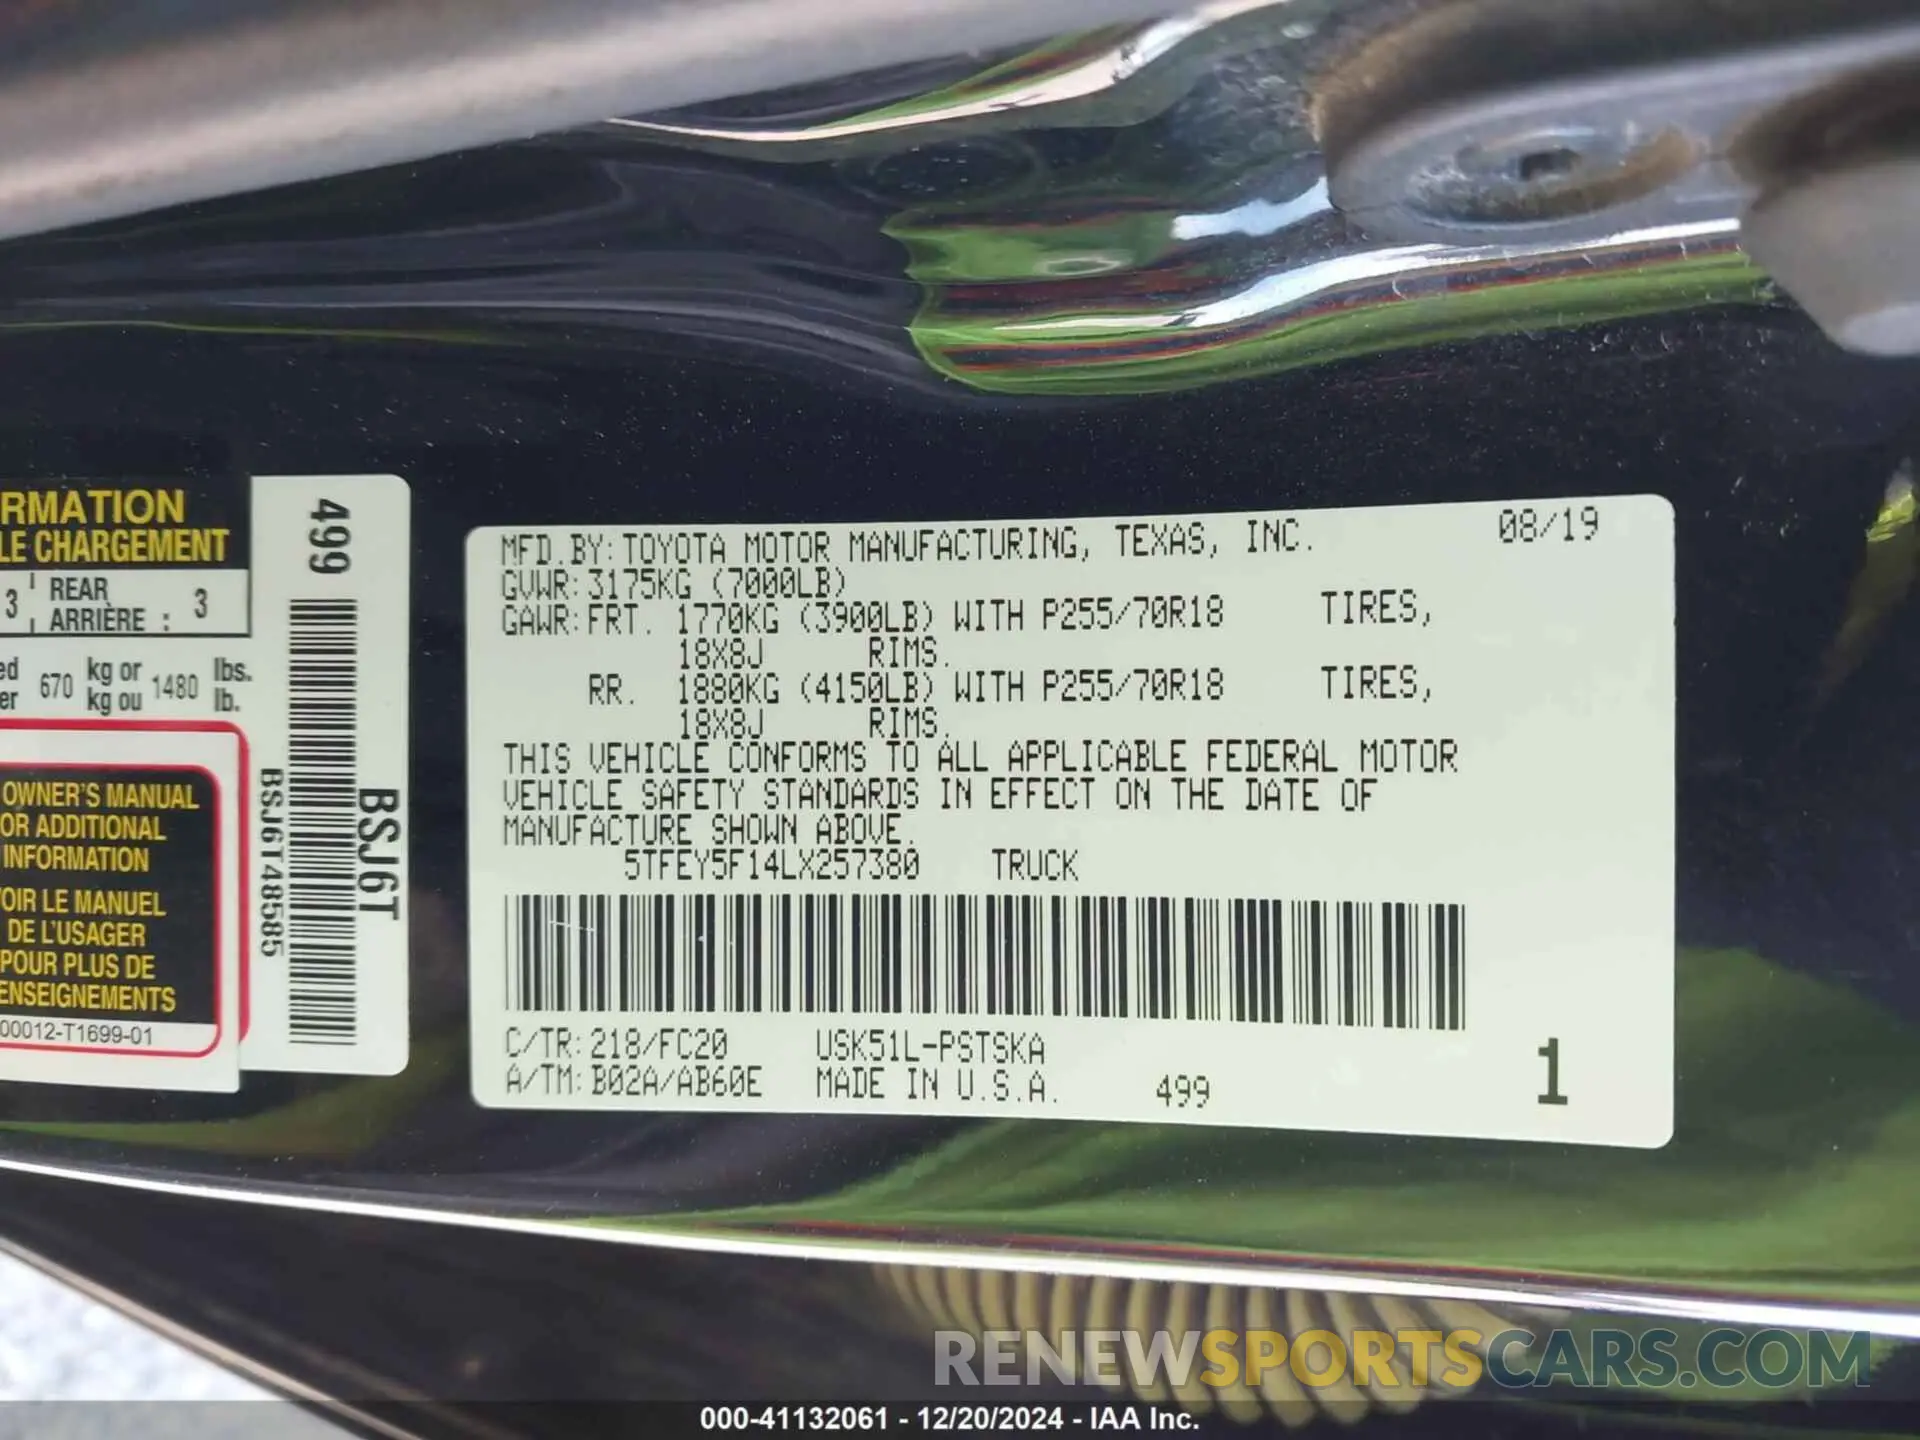 RMATION
LE CHARGEMENT
3 REAR
ARRIÈRE : 3
ed
er 670 kg or
kg ou 1480 lbs.
lb.
OWNER'S MANUAL
OR ADDITIONAL
INFORMATION
OIR LE MANUEL
DE L'USAGER
POUR PLUS DE
ENSEIGNEMENTS
00012-T1699-01
499
BSJ6T
BSJ6T48585
MFD.BY:TOYOTA MOTOR MANUFACTURING, TEXAS, INC. 08/19
GVWR:3175KG (7000LB)
GAWR:FRT. 1770KG (3900LB) WITH P255/70R18 TIRES,
18X8J RIMS.
RR. 1880KG (4150LB) WITH P255/70R18 TIRES,
18X8J RIMS.
THIS VEHICLE CONFORMS TO ALL APPLICABLE FEDERAL MOTOR
VEHICLE SAFETY STANDARDS IN EFFECT ON THE DATE OF
MANUFACTURE SHOWN ABOVE.
5TFEY5F14LX257380 TRUCK
C/TR:218/FC20 USK51L-PSTSKA
A/TM:B02A/AB60E MADE IN U.S.A. 499 1
RENEWSPORTSCARS.COM
000-41132061 - 12/20/2024 - IAA Inc.